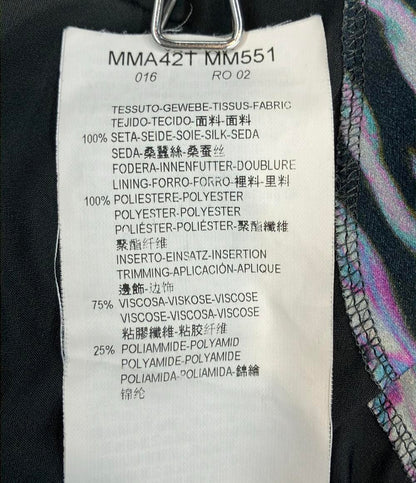 MMA42T MM551
016 RO 02
TESSUTO-GEWEBE-TISSUS-FABRIC
TEJIDO-TECIDO-面料-面料
100% SETA-SEIDE-SOIE-SILK-SEDA
SEDA-桑蠶絲-桑蚕丝
FODERA-INNENFUTTER-DOUBLURE
LINING-FORRO-FORRO-裡料-里料
100% POLIESTERE-POLYESTER
POLYESTER-POLYESTER
POLIÉSTER-POLIÉSTER-聚酯纖維
聚酯纤维
INSERTO-EINSATZ-INSERTION
TRIMMING-APLICACIÓN-APLIQUE
邊飾-边饰
75% VISCOSA-VISKOSE-VISCOSE
VISCOSE-VISCOSA-VISCOSE
粘膠纖維-粘胶纤维
25% POLIAMMIDE-POLYAMID
POLYAMIDE-POLYAMIDE
POLIAMIDA-POLIAMIDA-錦綸
锦纶